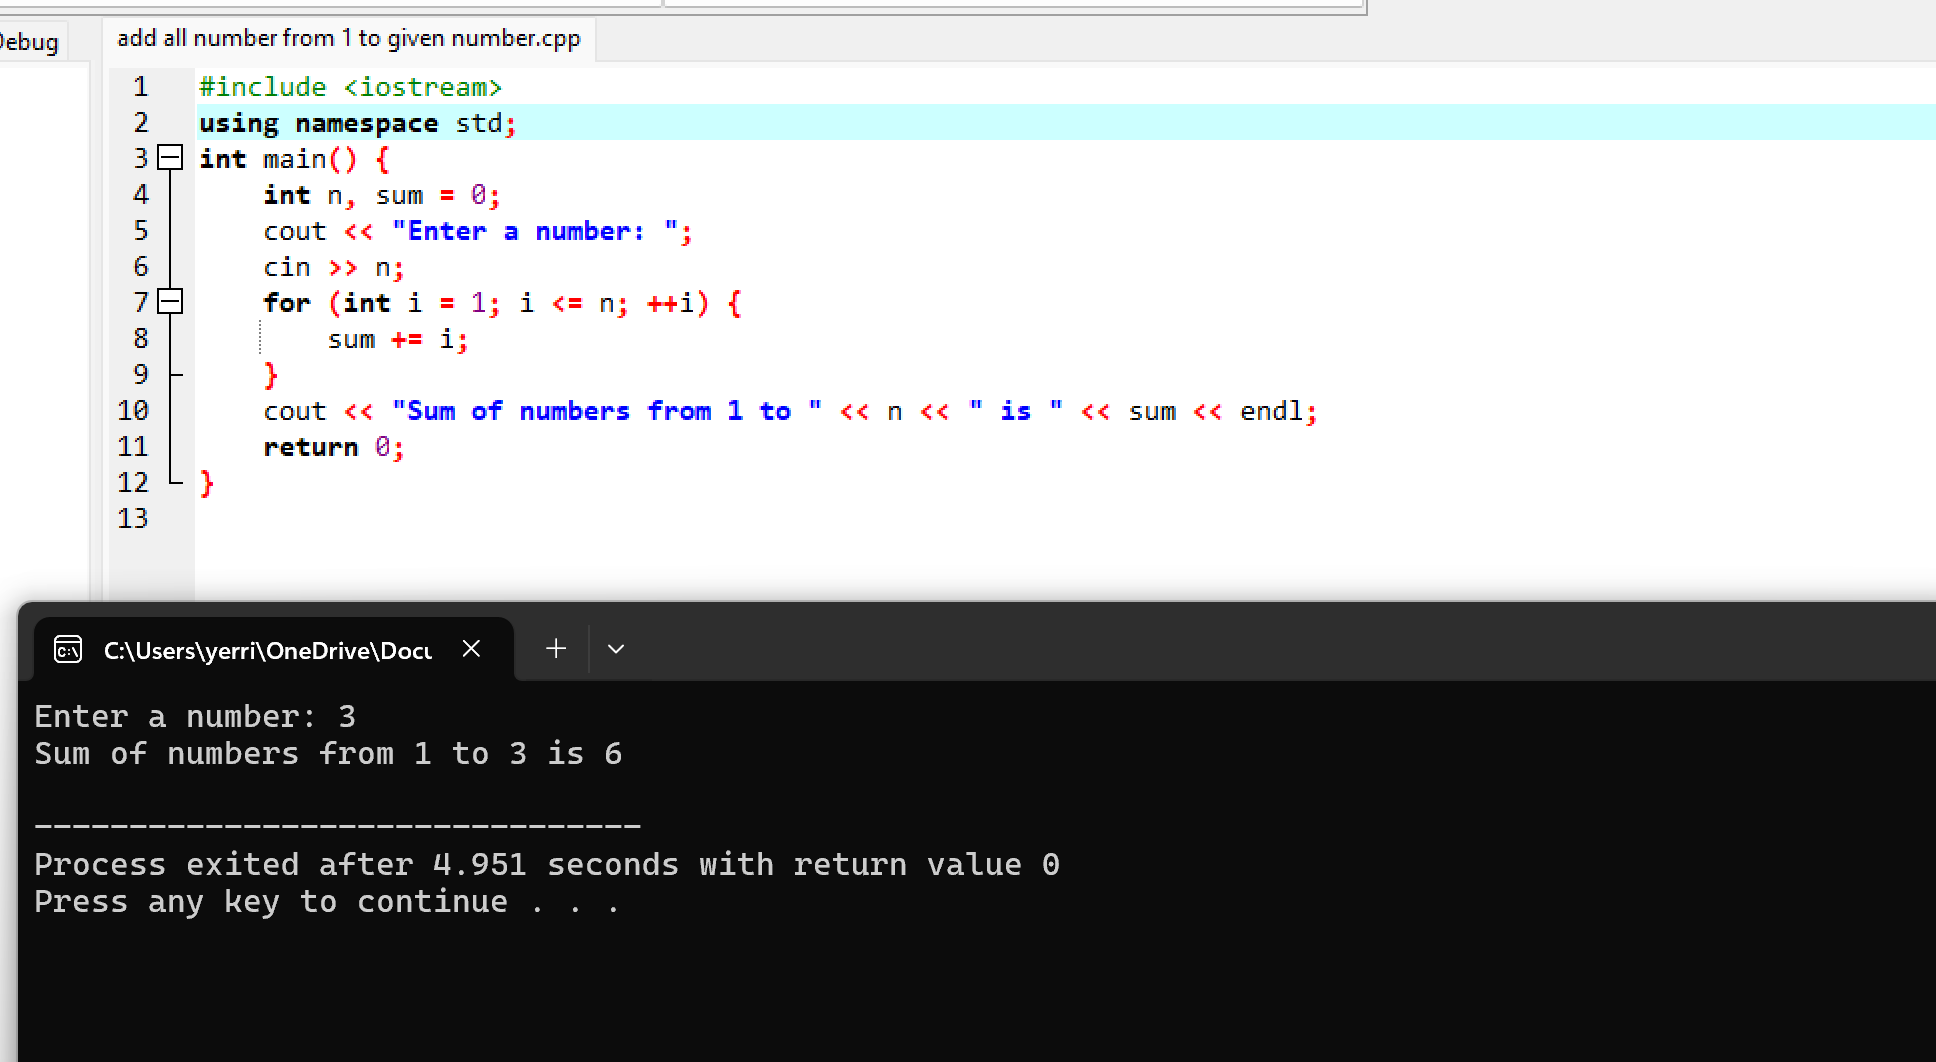 Debug
add all number from 1 to given number.cpp
1 #include <iostream>
2 using namespace std;
3 int main() {
4     int n, sum = 0;
5     cout << "Enter a number: ";
6     cin >> n;
7     for (int i = 1; i <= n; ++i) {
8         sum += i;
9     }
10     cout << "Sum of numbers from 1 to " << n << " is " << sum << endl;
11     return 0;
12 }
13
C:\Users\yerri\OneDrive\Docu
Enter a number: 3
Sum of numbers from 1 to 3 is 6
--------------------------------
Process exited after 4.951 seconds with return value 0
Press any key to continue . . .